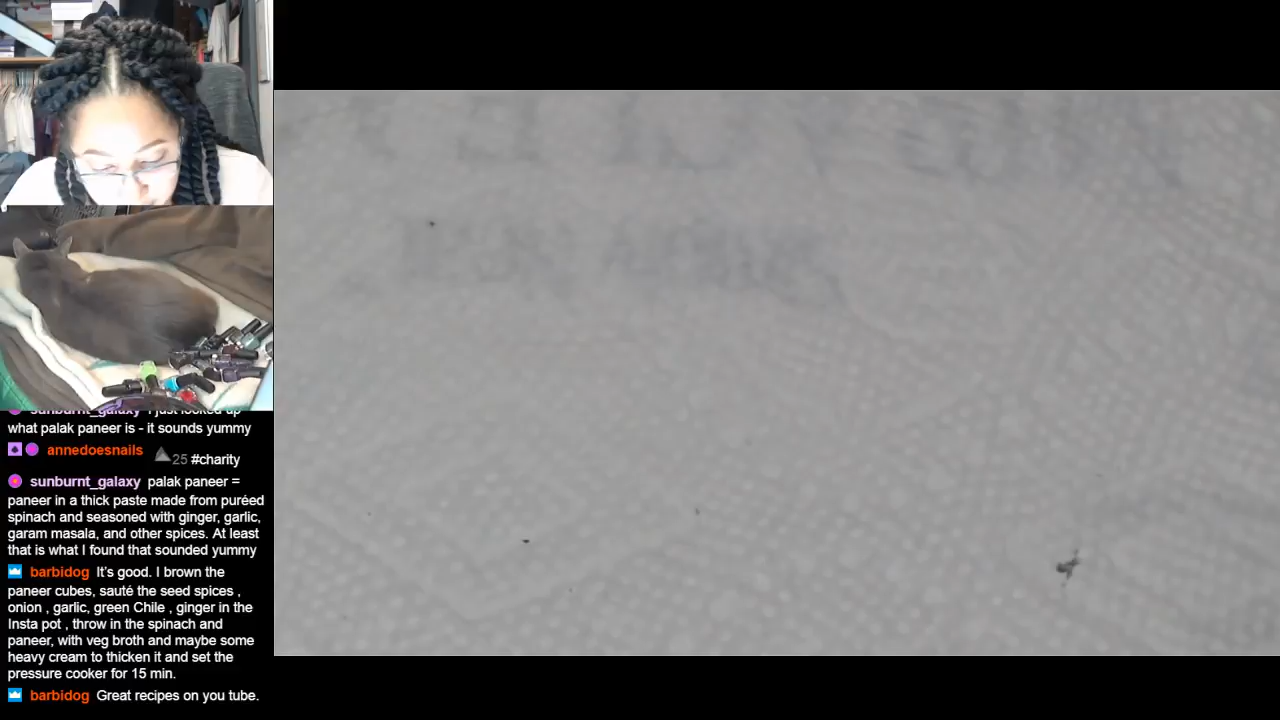 sunburnt_galaxy I just looked up
what palak paneer is - it sounds yummy
annedoesnails 25 #charity
sunburnt_galaxy palak paneer =
paneer in a thick paste made from puréed
spinach and seasoned with ginger, garlic,
garam masala, and other spices. At least
that is what I found that sounded yummy
barbidog It's good. I brown the
paneer cubes, sauté the seed spices ,
onion , garlic, green Chile , ginger in the
Insta pot , throw in the spinach and
paneer, with veg broth and maybe some
heavy cream to thicken it and set the
pressure cooker for 15 min.
barbidog Great recipes on you tube.